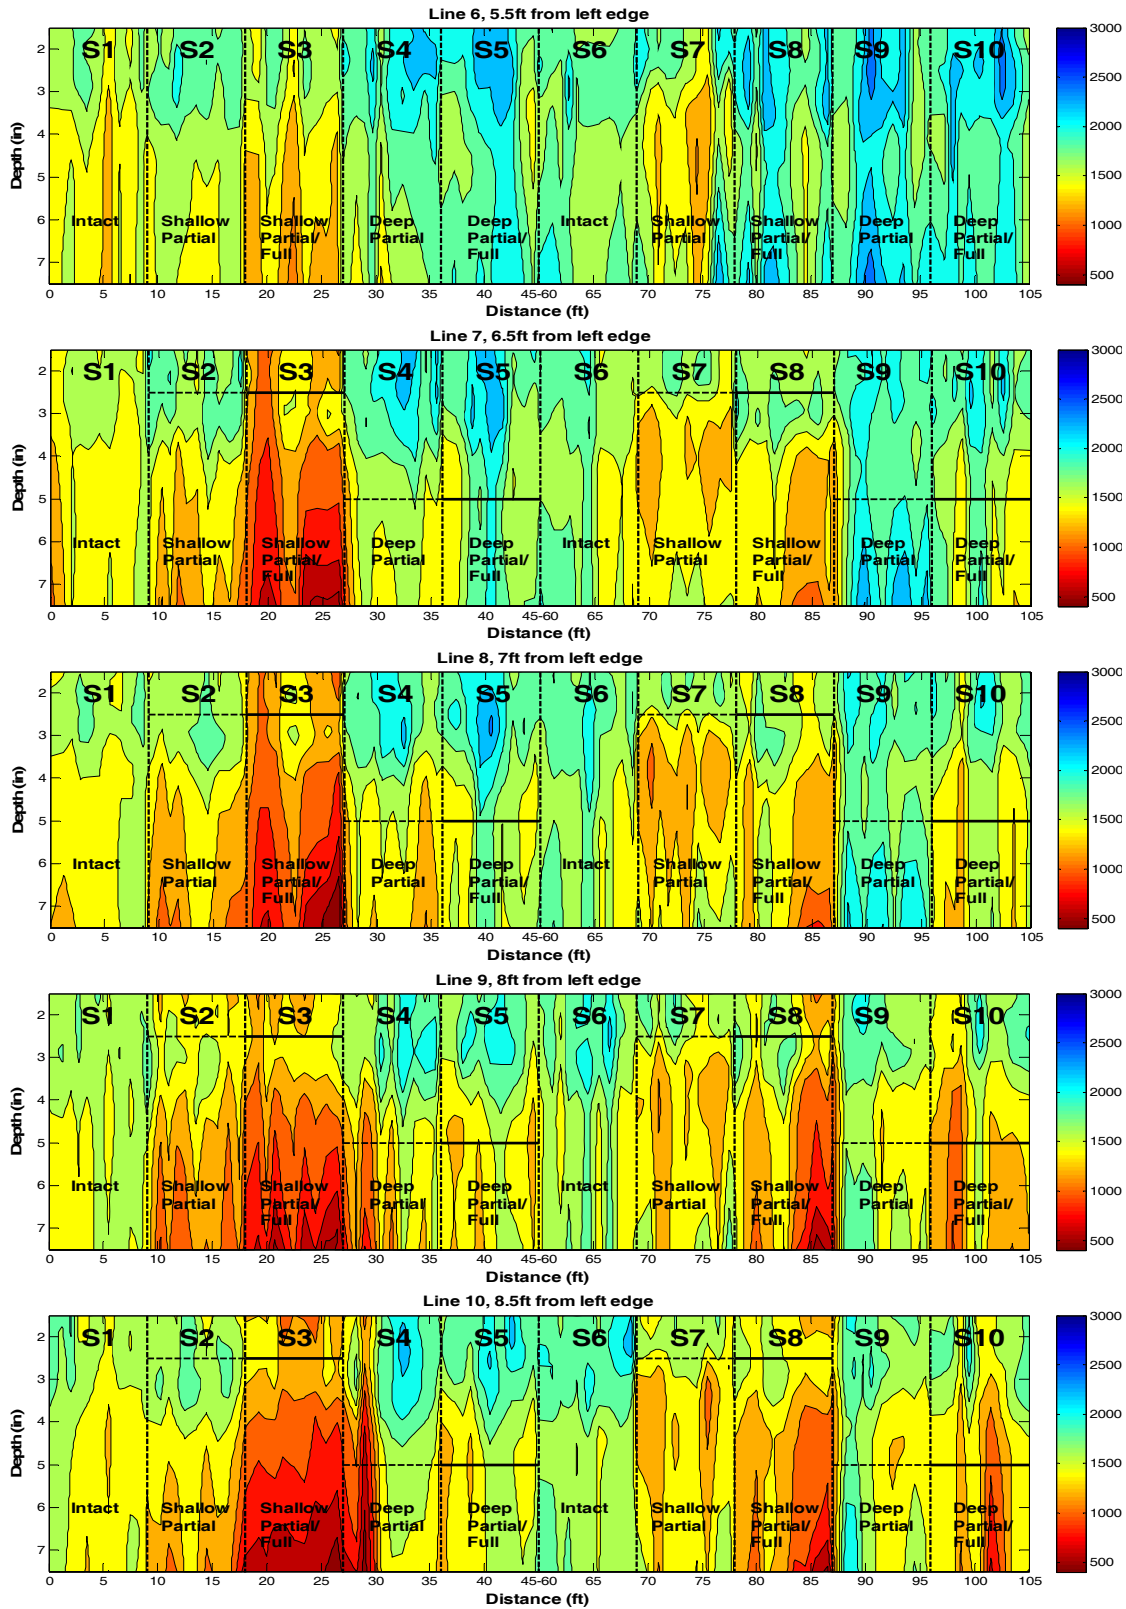 Line 6, 5.5ft from left edge
S1 S2 S3 S4 S5 S6 S7 S8 S9 S10
Depth (in)
2
3
4
5
6
7
Intact
Shallow Partial
Shallow Partial/ Full
Deep Partial
Deep Partial/ Full
Intact
Shallow Partial
Shallow Partial/ Full
Deep Partial
Deep Partial/ Full
0 5 10 15 20 25 30 35 40 45-60 65 70 75 80 85 90 95 100 105
Distance (ft)
3000
2500
2000
1500
1000
500
Line 7, 6.5ft from left edge
S1 S2 S3 S4 S5 S6 S7 S8 S9 S10
Depth (in)
2
3
4
5
6
7
Intact
Shallow Partial
Shallow Partial/ Full
Deep Partial
Deep Partial/ Full
Intact
Shallow Partial
Shallow Partial/ Full
Deep Partial
Deep Partial/ Full
0 5 10 15 20 25 30 35 40 45-60 65 70 75 80 85 90 95 100 105
Distance (ft)
3000
2500
2000
1500
1000
500
Line 8, 7ft from left edge
S1 S2 S3 S4 S5 S6 S7 S8 S9 S10
Depth (in)
2
3
4
5
6
7
Intact
Shallow Partial
Shallow Partial/ Full
Deep Partial
Deep Partial/ Full
Intact
Shallow Partial
Shallow Partial/ Full
Deep Partial
Deep Partial/ Full
0 5 10 15 20 25 30 35 40 45-60 65 70 75 80 85 90 95 100 105
Distance (ft)
3000
2500
2000
1500
1000
500
Line 9, 8ft from left edge
S1 S2 S3 S4 S5 S6 S7 S8 S9 S10
Depth (in)
2
3
4
5
6
7
Intact
Shallow Partial
Shallow Partial/ Full
Deep Partial
Deep Partial/ Full
Intact
Shallow Partial
Shallow Partial/ Full
Deep Partial
Deep Partial/ Full
0 5 10 15 20 25 30 35 40 45-60 65 70 75 80 85 90 95 100 105
Distance (ft)
3000
2500
2000
1500
1000
500
Line 10, 8.5ft from left edge
S1 S2 S3 S4 S5 S6 S7 S8 S9 S10
Depth (in)
2
3
4
5
6
7
Intact
Shallow Partial
Shallow Partial/ Full
Deep Partial
Deep Partial/ Full
Intact
Shallow Partial
Shallow Partial/ Full
Deep Partial
Deep Partial/ Full
0 5 10 15 20 25 30 35 40 45-60 65 70 75 80 85 90 95 100 105
Distance (ft)
3000
2500
2000
1500
1000
500